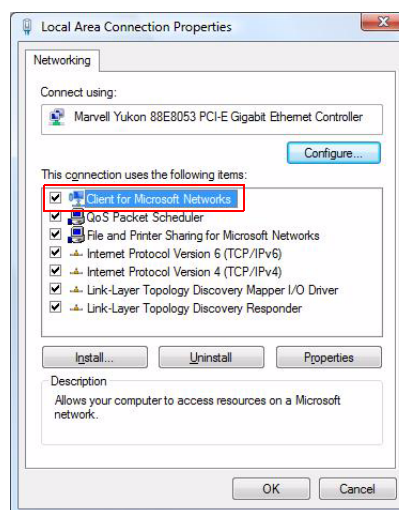 Local Area Connection Properties
Networking
Connect using:
Marvell Yukon 88E8053 PCI-E Gigabit Ethernet Controller
Configure...
This connection uses the following items:
Client for Microsoft Networks
QoS Packet Scheduler
File and Printer Sharing for Microsoft Networks
Internet Protocol Version 6 (TCP/IPv6)
Internet Protocol Version 4 (TCP/IPv4)
Link-Layer Topology Discovery Mapper I/O Driver
Link-Layer Topology Discovery Responder
Install...
Uninstall
Properties
Description
Allows your computer to access resources on a Microsoft
network.
OK
Cancel